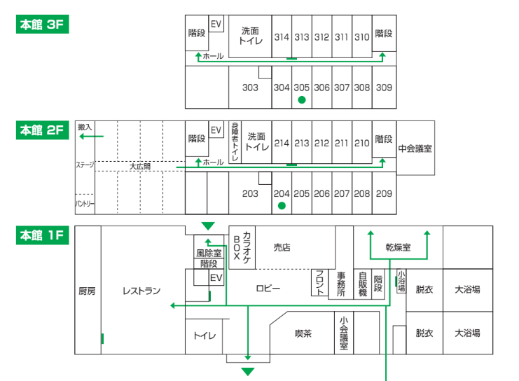 本館 3F
階段
EV
洗面
トイレ
314 313 312 311 310
階段
ホール
303 304 305 306 307 308 309
本館 2F
搬入
ステージ
パントリー
大広間
階段
EV
身障者トイレ
洗面
トイレ
214 213 212 211 210
階段
中会議室
ホール
203 204 205 206 207 208 209
本館 1F
厨房
レストラン
風除室
階段
EV
カラオケ
BOX
売店
ロビー
フロント
事務所
自販機
階段
乾燥室
小浴場
脱衣
大浴場
トイレ
喫茶
小会議室
脱衣
大浴場